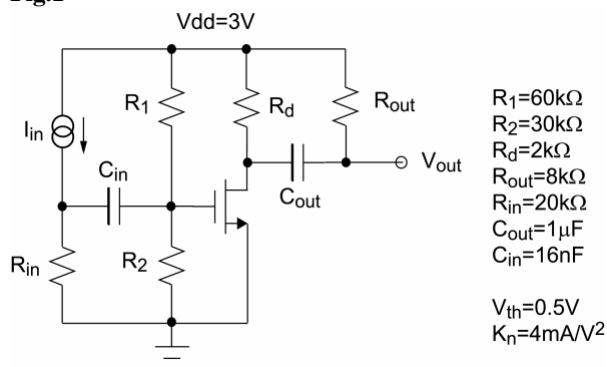 Fig.1
Vdd=3V
R1
Rd
Rout
Iin
Cin
Cout
Vout
Rin
R2
R1=60kΩ
R2=30kΩ
Rd=2kΩ
Rout=8kΩ
Rin=20kΩ
Cout=1μF
Cin=16nF
Vth=0.5V
Kn=4mA/V²